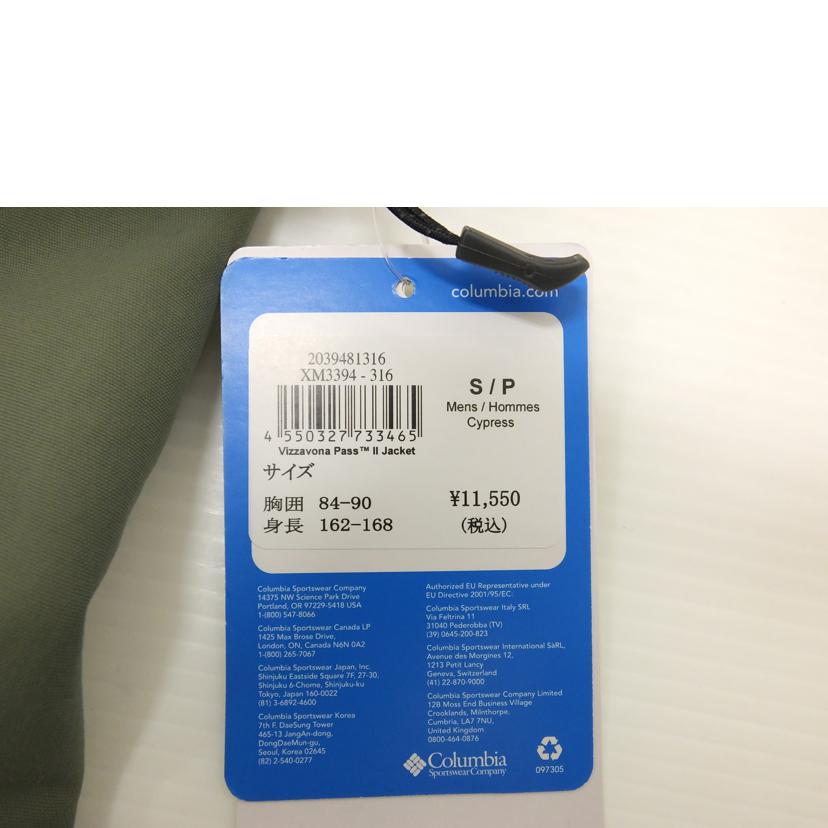 columbia.com
2039481316
XM3394 - 316
4 550327 733465
Vizzavona Pass™ II Jacket
S / P
Mens / Hommes
Cypress
サイズ
胸囲 84-90
身長 162-168
¥11,550
(税込)
Columbia Sportswear Company
14375 NW Science Park Drive
Portland, OR 97229-5418 USA
1-(800) 547-8066
Columbia Sportswear Canada LP
1425 Max Brose Drive,
London, ON, Canada N6N 0A2
1-(800) 265-7067
Columbia Sportswear Japan, Inc.
Shinjuku Eastside Square 7F, 27-30,
Shinjuku 6-Chome, Shinjuku-ku
Tokyo, Japan 160-0022
(81) 3-6892-4600
Columbia Sportswear Korea
7th F. DaeSung Tower
465-13 JangAn-dong,
DongDaeMun-gu,
Seoul, Korea 02645
(82) 2-540-0277
Authorized EU Representative under
EU Directive 2001/95/EC:
Columbia Sportswear Italy SRL
Via Feltrina 11
31040 Pederobba (TV)
(39) 0645-200-823
Columbia Sportswear International SàRL,
Avenue des Morgines 12,
1213 Petit Lancy
Geneva, Switzerland
(41) 22-870-9000
Columbia Sportswear Company Limited
12B Moss End Business Village
Crooklands, Milnthorpe,
Cumbria, LA7 7NU,
United Kingdom
0800-464-0876
Columbia
Sportswear Company
097305